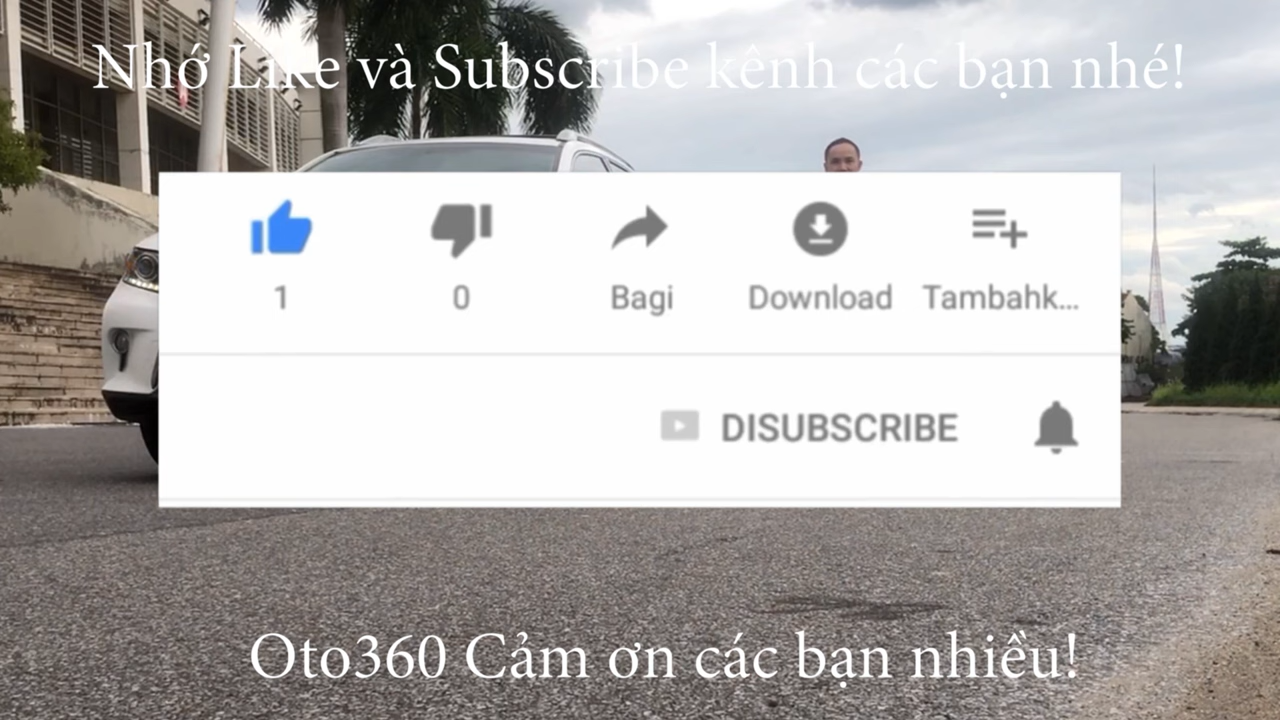 Nhớ Like và Subscribe kênh các bạn nhé!
1 0 Bagi Download Tambahk...
DISUBSCRIBE
Oto360 Cảm ơn các bạn nhiều!